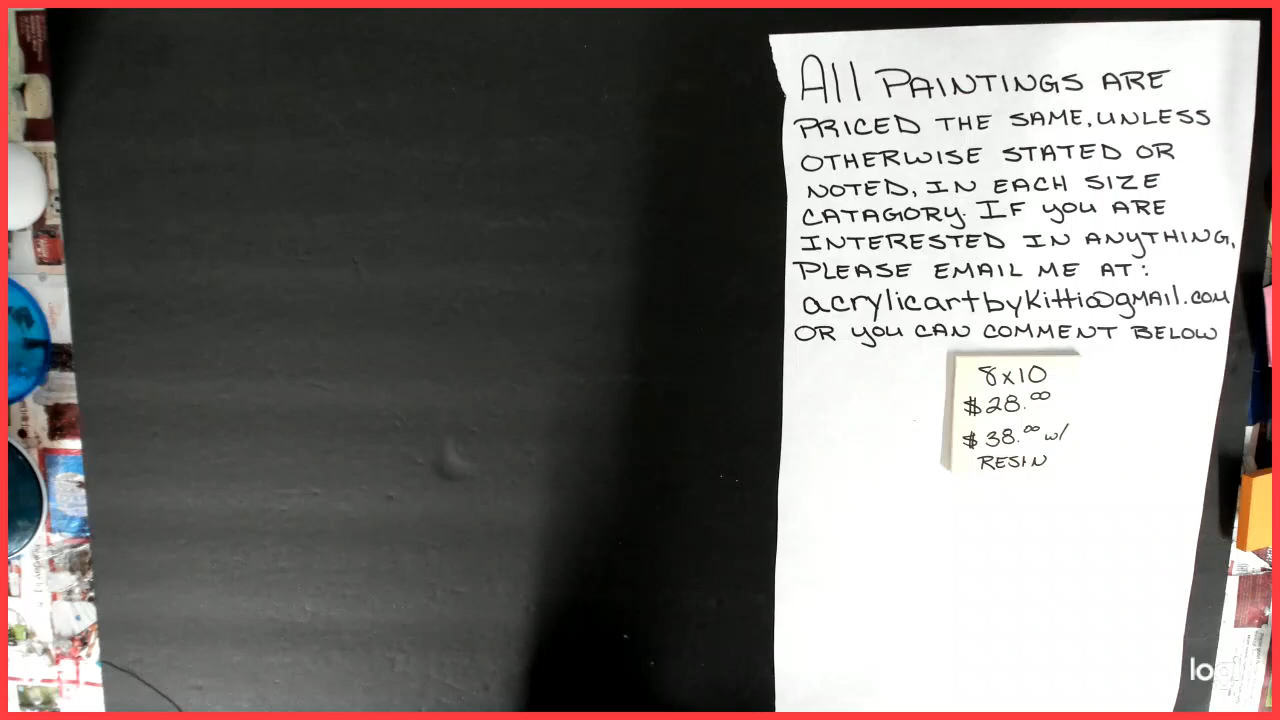 All PAINTINGS ARE
PRICED THE SAME, UNLESS
OTHERWISE STATED OR
NOTED, IN EACH SIZE
CATAGORY. IF YOU ARE
INTERESTED IN ANYTHING,
PLEASE EMAIL ME AT:
acrylicartbykitti@gmail.com
OR YOU CAN COMMENT BELOW
8x10
$28.00
$38.00 w/
RESIN